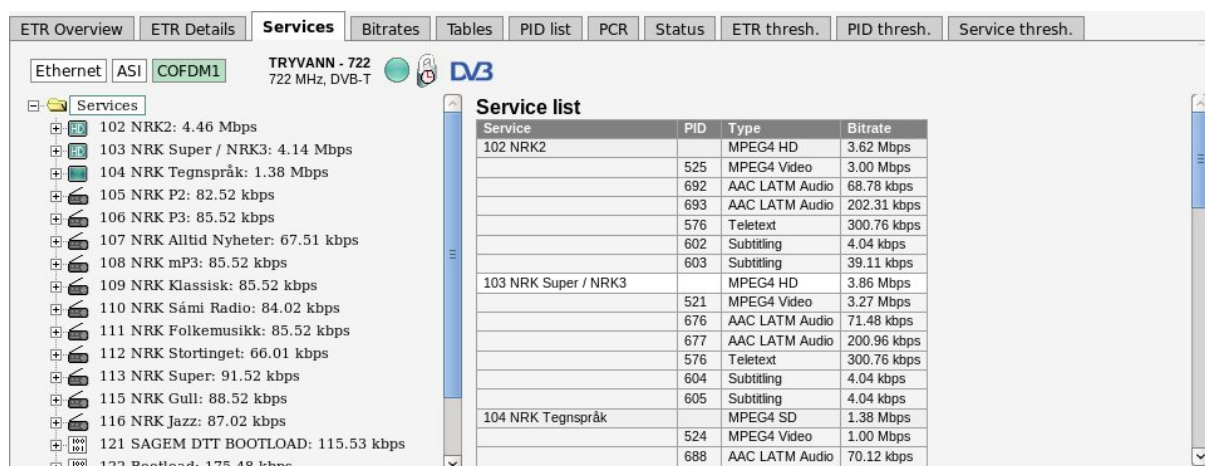 ETR Overview ETR Details Services Bitrates Tables PID list PCR Status ETR thresh. PID thresh. Service thresh.
Ethernet ASI COFDM1 TRYVANN - 722 DVB
722 MHz, DVB-T
Services
HD 102 NRK2: 4.46 Mbps
HD 103 NRK Super / NRK3: 4.14 Mbps
104 NRK Tegnspråk: 1.38 Mbps
105 NRK P2: 82.52 kbps
106 NRK P3: 85.52 kbps
107 NRK Alltid Nyheter: 67.51 kbps
108 NRK mP3: 85.52 kbps
109 NRK Klassisk: 85.52 kbps
110 NRK Sámi Radio: 84.02 kbps
111 NRK Folkemusikk: 85.52 kbps
112 NRK Stortinget: 66.01 kbps
113 NRK Super: 91.52 kbps
115 NRK Gull: 88.52 kbps
116 NRK Jazz: 87.02 kbps
121 SAGEM DTT BOOTLOAD: 115.53 kbps
122 Bootload: 175.48 kbps
Service list
Service PID Type Bitrate
102 NRK2 MPEG4 HD 3.62 Mbps
525 MPEG4 Video 3.00 Mbps
692 AAC LATM Audio 68.78 kbps
693 AAC LATM Audio 202.31 kbps
576 Teletext 300.76 kbps
602 Subtitling 4.04 kbps
603 Subtitling 39.11 kbps
103 NRK Super / NRK3 MPEG4 HD 3.86 Mbps
521 MPEG4 Video 3.27 Mbps
676 AAC LATM Audio 71.48 kbps
677 AAC LATM Audio 200.96 kbps
576 Teletext 300.76 kbps
604 Subtitling 4.04 kbps
605 Subtitling 4.04 kbps
104 NRK Tegnspråk MPEG4 SD 1.38 Mbps
524 MPEG4 Video 1.00 Mbps
688 AAC LATM Audio 70.12 kbps